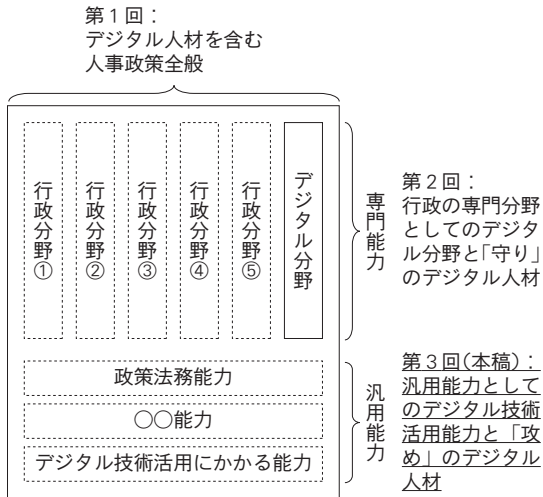 第１回：
デジタル人材を含む
人事政策全般
行政分野①
行政分野②
行政分野③
行政分野④
行政分野⑤
デジタル分野
専門能力
第２回：
行政の専門分野
としてのデジタ
ル分野と「守り」
のデジタル人材
政策法務能力
〇〇能力
デジタル技術活用にかかる能力
汎用能力
第３回(本稿)：
汎用能力として
のデジタル技術
活用能力と「攻
め」のデジタル
人材